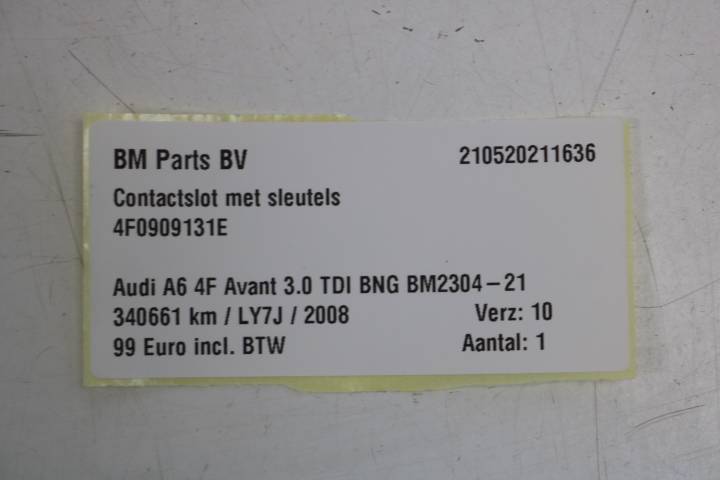 BM Parts BV 210520211636
Contactslot met sleutels
4F0909131E
Audi A6 4F Avant 3.0 TDI BNG BM2304-21
340661 km / LY7J / 2008 Verz: 10
99 Euro incl. BTW Aantal: 1